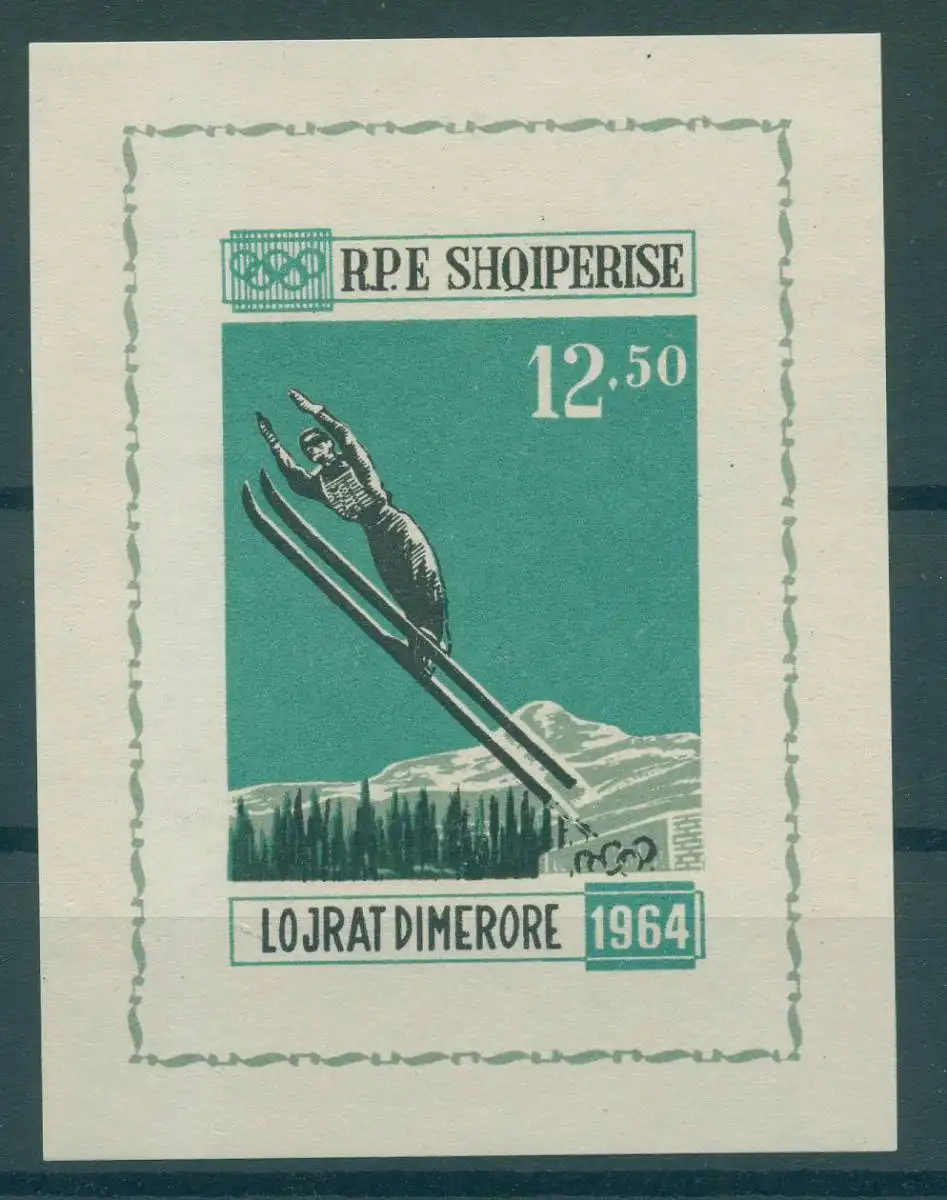 R.P.E SHQIPERISE
12.50
LOJRAT DIMERORE 1964